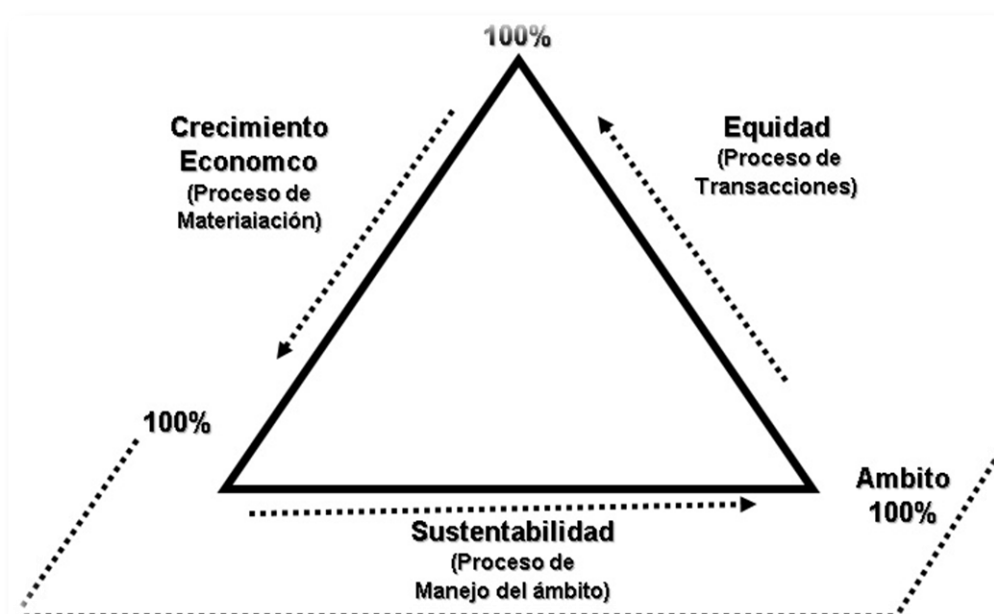 100%
Crecimiento
Economco
(Proceso de
Materiaiación)
Equidad
(Proceso de
Transacciones)
100%
Ambito
100%
Sustentabilidad
(Proceso de
Manejo del ámbito)